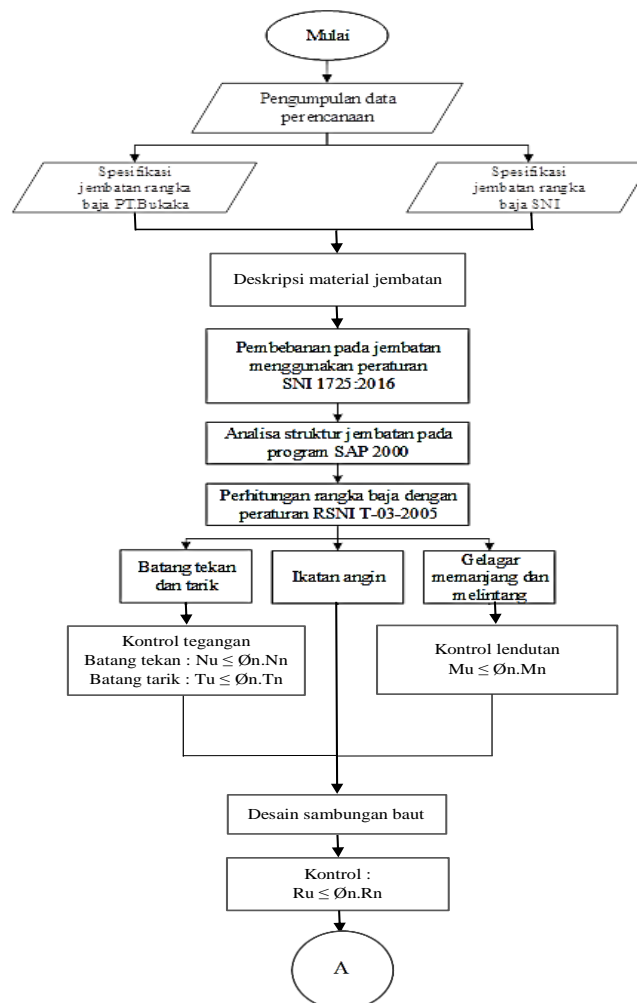 Mulai
Pengumpulan data
perencanaan
Spesifikasi
jembatan rangka
baja PT.Bukaka
Spesifikasi
jembatan rangka
baja SNI
Deskripsi material jembatan
Pembebanan pada jembatan
menggunakan peraturan
SNI 1725:2016
Analisa struktur jembatan pada
program SAP 2000
Perhitungan rangka baja dengan
peraturan RSNI T-03-2005
Batang tekan
dan tarik
Ikatan angin
Gelagar
memanjang dan
melintang
Kontrol tegangan
Batang tekan : Nu ≤ Øn.Nn
Batang tarik : Tu ≤ Øn.Tn
Kontrol lendutan
Mu ≤ Øn.Mn
Desain sambungan baut
Kontrol :
Ru ≤ Øn.Rn
A